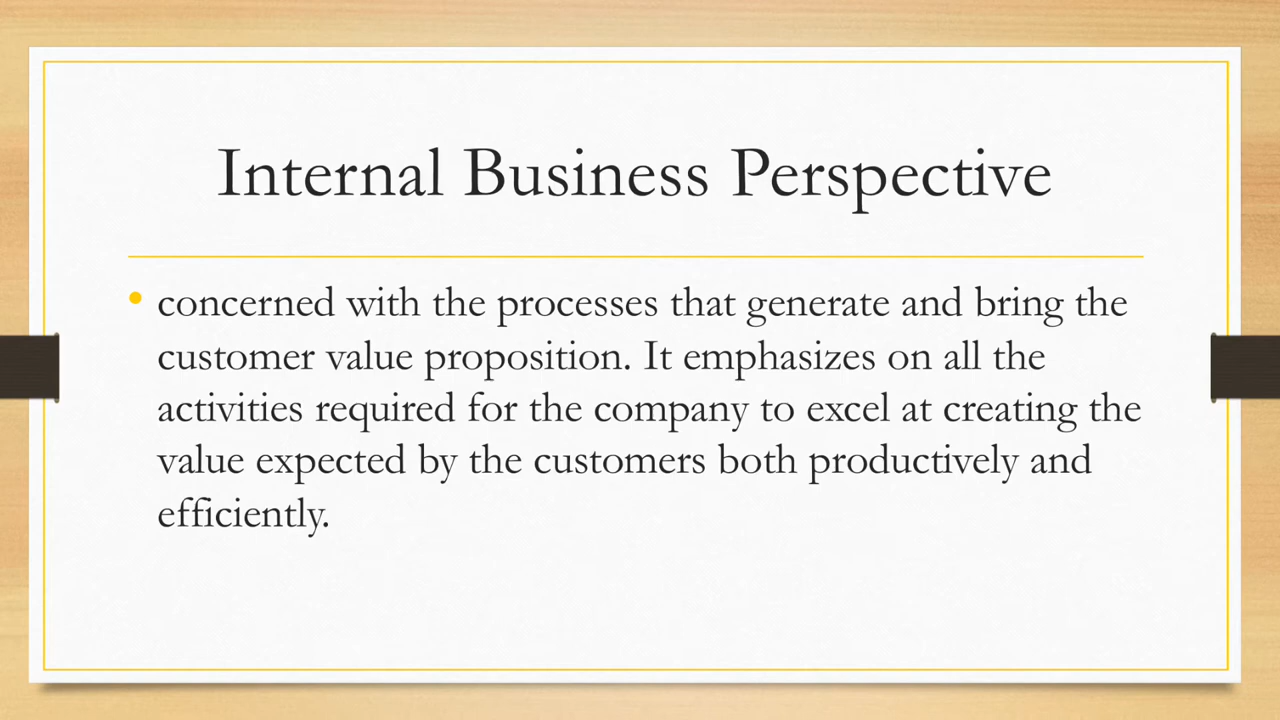 Internal Business Perspective
• concerned with the processes that generate and bring the
customer value proposition. It emphasizes on all the
activities required for the company to excel at creating the
value expected by the customers both productively and
efficiently.